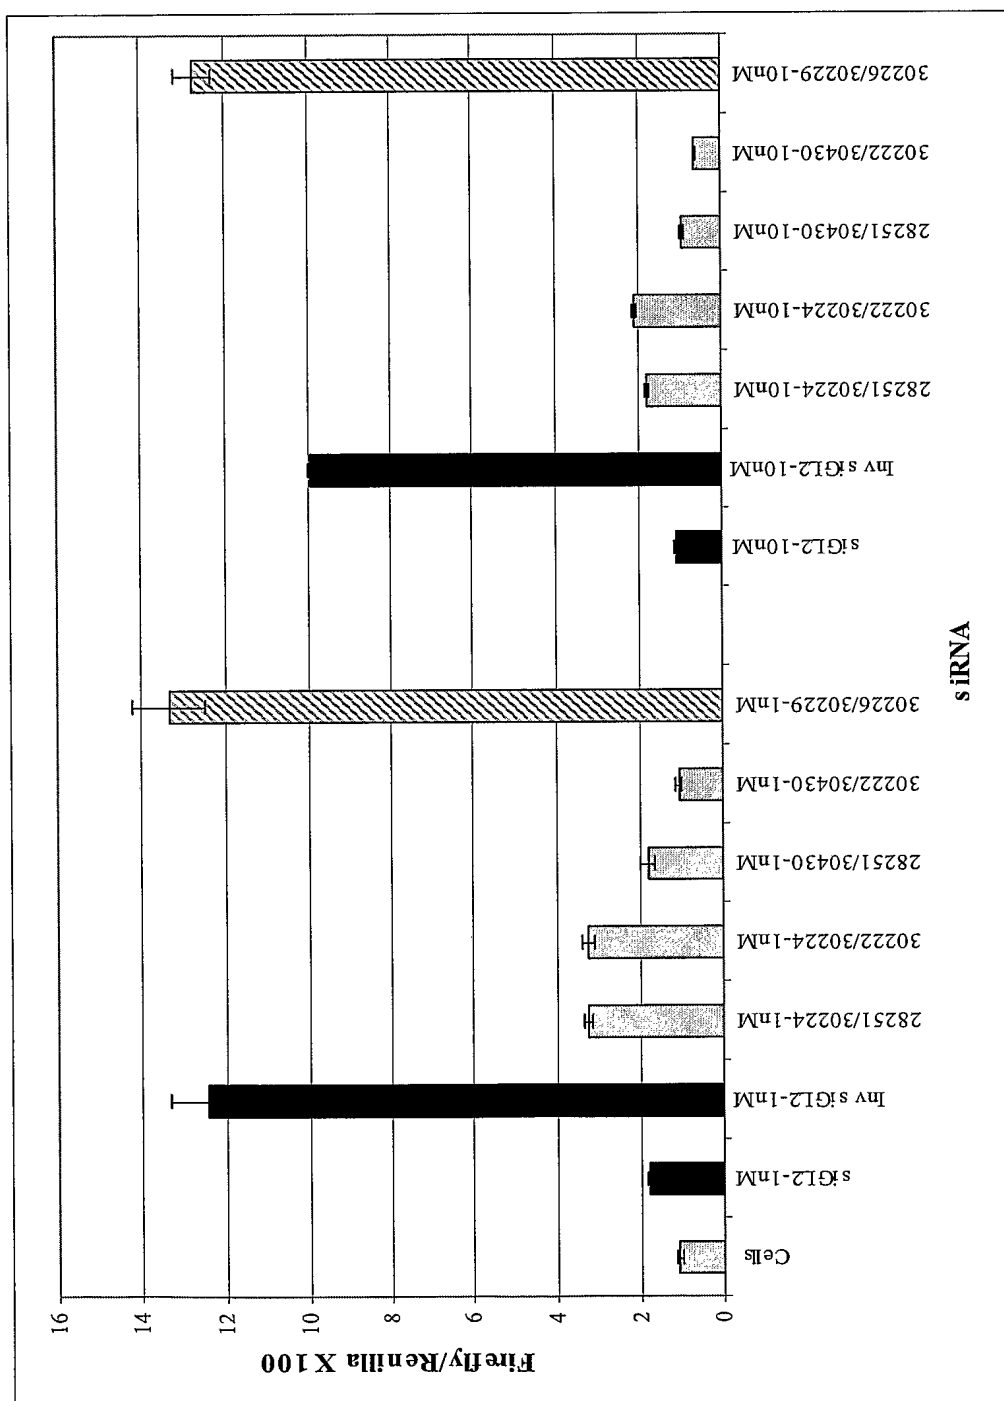 Firefly/Renilla X 100
16
14
12
10
8
6
4
2
0
Cells
siGL2-1nM
Inv siGL2-1nM
28251/30224-1nM
30222/30224-1nM
28251/30430-1nM
30222/30430-1nM
30226/30229-1nM
siGL2-10nM
Inv siGL2-10nM
28251/30224-10nM
30222/30224-10nM
28251/30430-10nM
30222/30430-10nM
30226/30229-10nM
siRNA